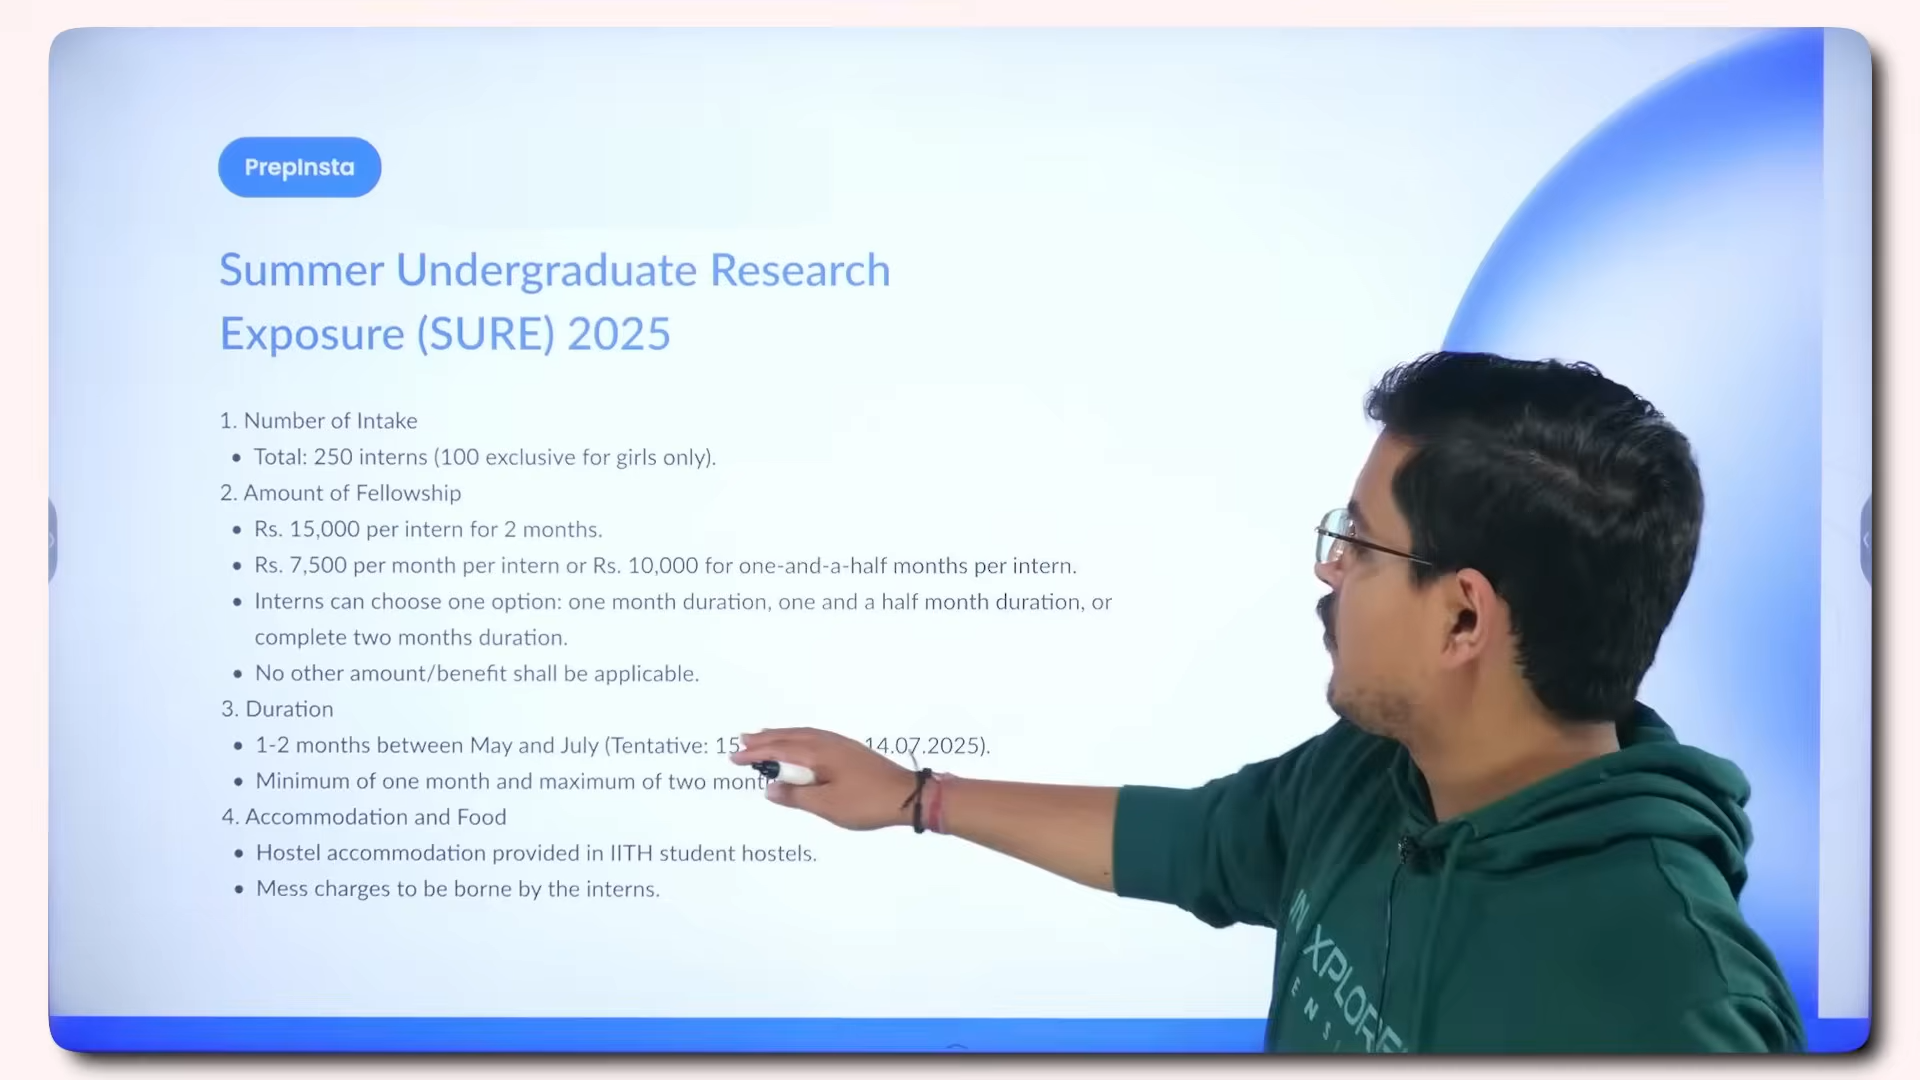 PrepInsta
Summer Undergraduate Research
Exposure (SURE) 2025
1. Number of Intake
• Total: 250 interns (100 exclusive for girls only).
2. Amount of Fellowship
• Rs. 15,000 per intern for 2 months.
• Rs. 7,500 per month per intern or Rs. 10,000 for one-and-a-half months per intern.
• Interns can choose one option: one month duration, one and a half month duration, or
complete two months duration.
• No other amount/benefit shall be applicable.
3. Duration
• 1-2 months between May and July (Tentative: 15 14.07.2025).
• Minimum of one month and maximum of two
4. Accommodation and Food
• Hostel accommodation provided in IITH student hostels.
• Mess charges to be borne by the interns.
IN XPLORE